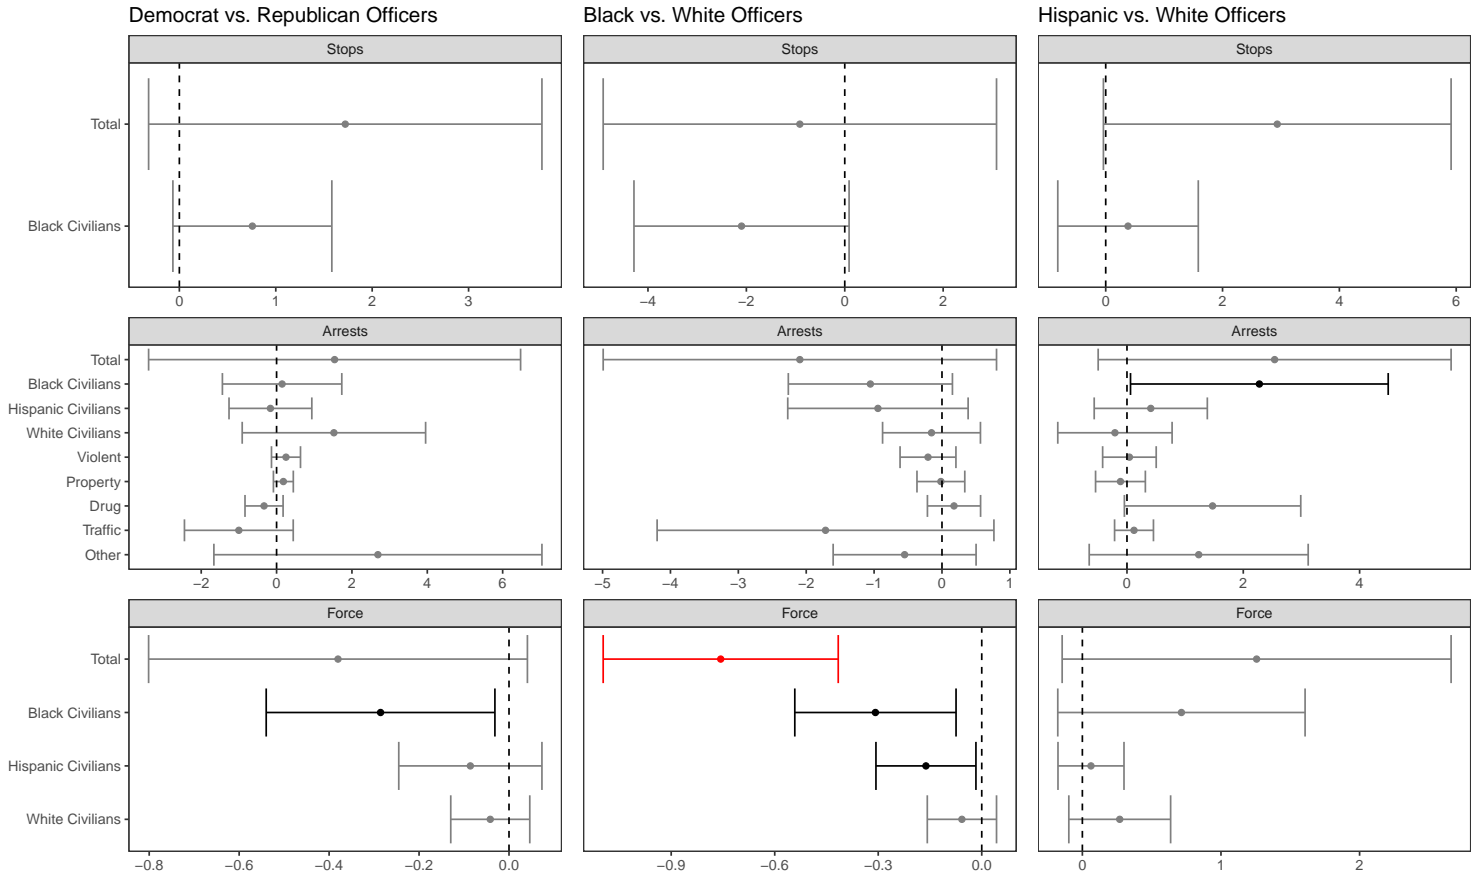 Democrat vs. Republican Officers
Black vs. White Officers
Hispanic vs. White Officers
Stops
Stops
Stops
Total
Black Civilians
0 1 2 3
−4 −2 0 2
0 2 4 6
Arrests
Arrests
Arrests
Total
Black Civilians
Hispanic Civilians
White Civilians
Violent
Property
Drug
Traffic
Other
−2 0 2 4 6
−5 −4 −3 −2 −1 0 1
0 2 4
Force
Force
Force
Total
Black Civilians
Hispanic Civilians
White Civilians
−0.8 −0.6 −0.4 −0.2 0.0
−0.9 −0.6 −0.3 0.0
0 1 2